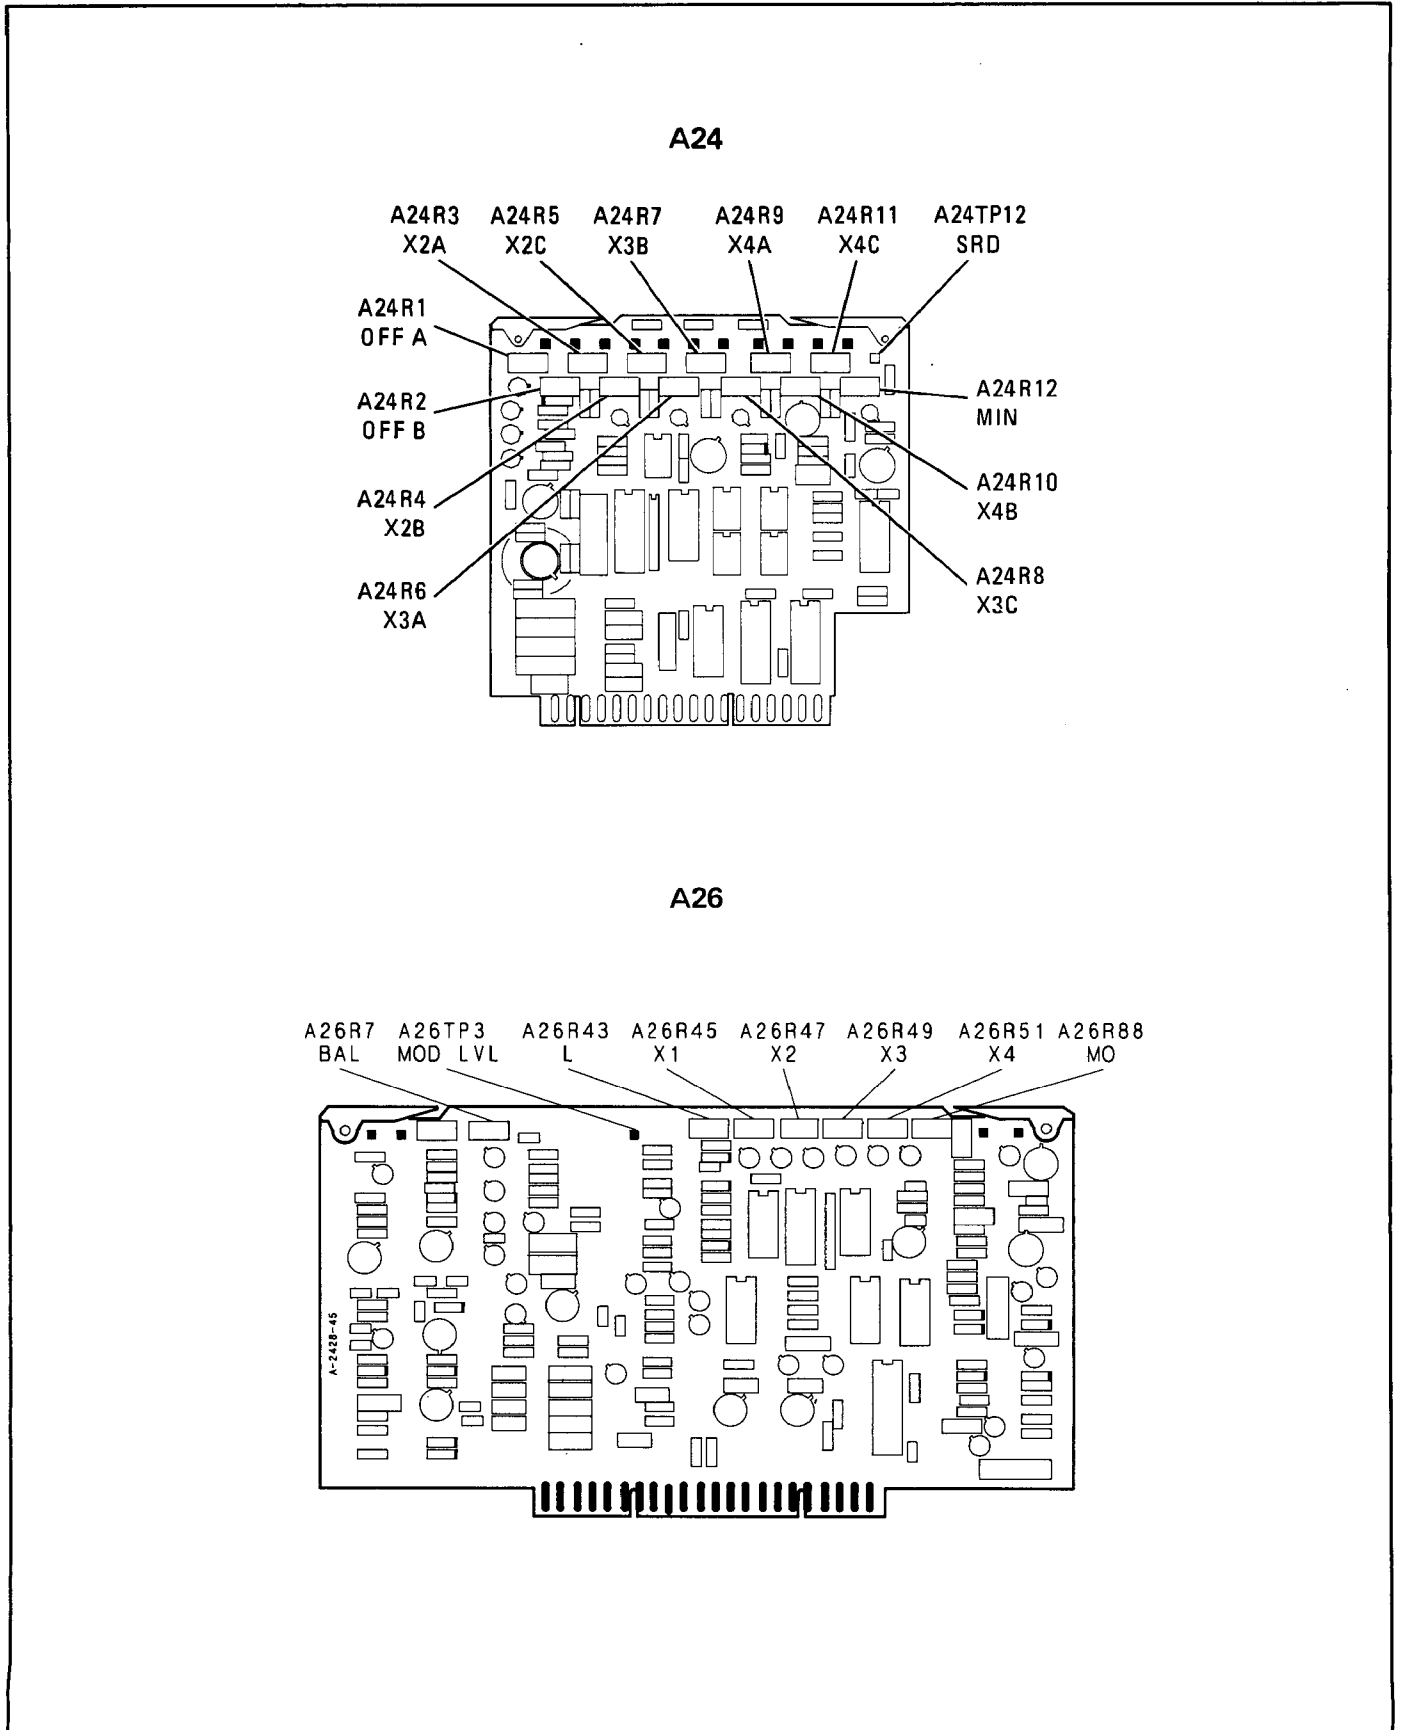 A24
A24R3 A24R5 A24R7 A24R9 A24R11 A24TP12
X2A X2C X3B X4A X4C SRD
A24R1
OFF A
A24R2
OFF B
A24R12
MIN
A24R4
X2B
A24R10
X4B
A24R6
X3A
A24R8
X3C
A26
A26R7 A26TP3 A26R43 A26R45 A26R47 A26R49 A26R51 A26R88
BAL MOD LVL L X1 X2 X3 X4 MO
A-2428-45